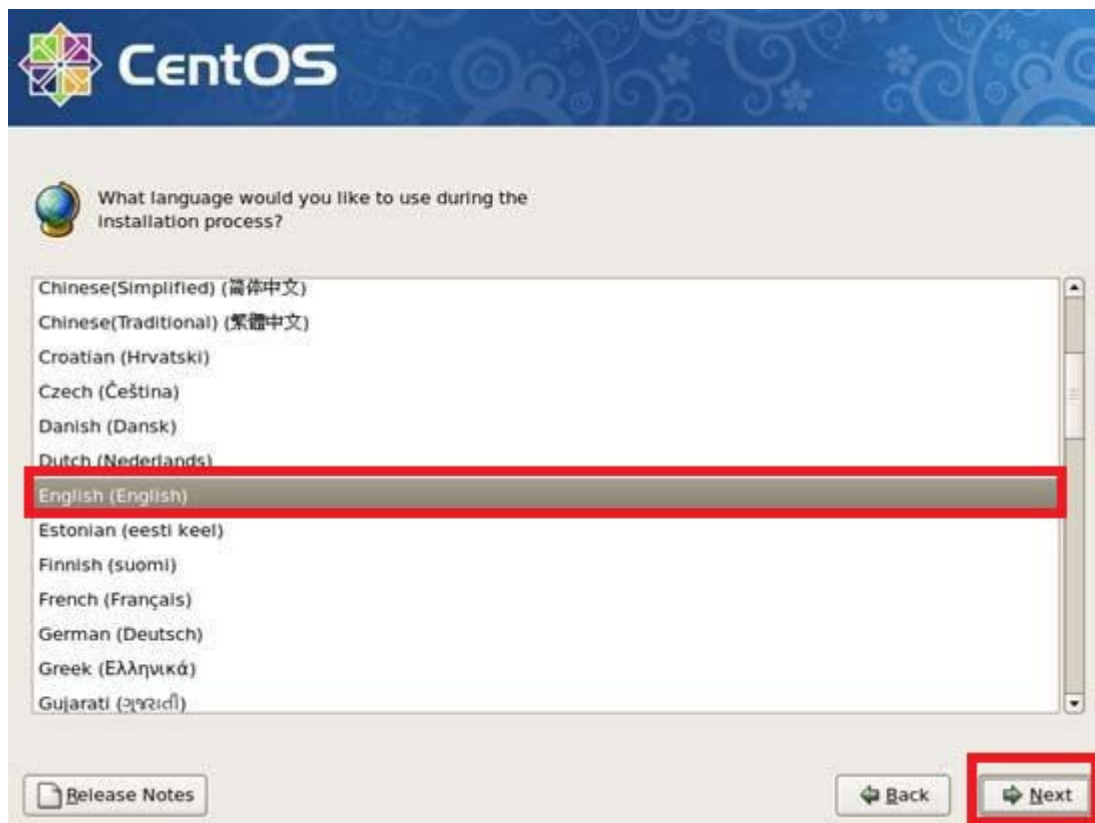 CentOS
What language would you like to use during the
installation process?
Chinese(Simplified) (简体中文)
Chinese(Traditional) (繁體中文)
Croatian (Hrvatski)
Czech (Čeština)
Danish (Dansk)
Dutch (Nederlands)
English (English)
Estonian (eesti keel)
Finnish (suomi)
French (Français)
German (Deutsch)
Greek (Ελληνικά)
Gujarati (ગુજરાતી)
Release Notes
Back
Next